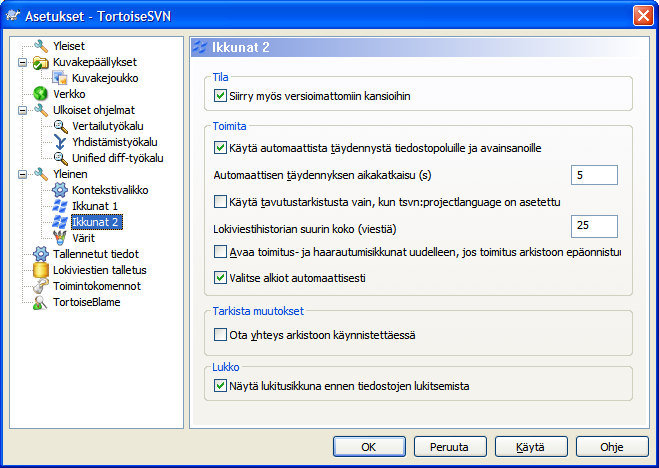 Asetukset - TortoiseSVN
Yleiset
Kuvakepäällykset
Kuvakejoukko
Verkko
Ulkoiset ohjelmat
Vertailutyökalu
Yhdistämistyökalu
Unified diff-työkalu
Yleinen
Kontekstivalikko
Ikkunat 1
Ikkunat 2
Värit
Tallennetut tiedot
Lokiviestien talletus
Toimintokomennot
TortoiseBlame
Ikkunat 2
Tila
Siirry myös versioimattomiin kansioihin
Toimita
Käytä automaattista täydennystä tiedostopoluille ja avainsanoille
Automaattisen täydennyksen aikakatkaisu (s)
5
Käytä tavutustarkistusta vain, kun tsvn:projectlanguage on asetettu
Lokiviestihistorian suurin koko (viestiä)
25
Avaa toimitus- ja haarautumisikkunat uudelleen, jos toimitus arkistoon epäonnistuu
Valitse alkiot automaattisesti
Tarkista muutokset
Ota yhteys arkistoon käynnistettäessä
Lukko
Näytä lukitusikkuna ennen tiedostojen lukitsemista
OK
Peruuta
Käytä
Ohje